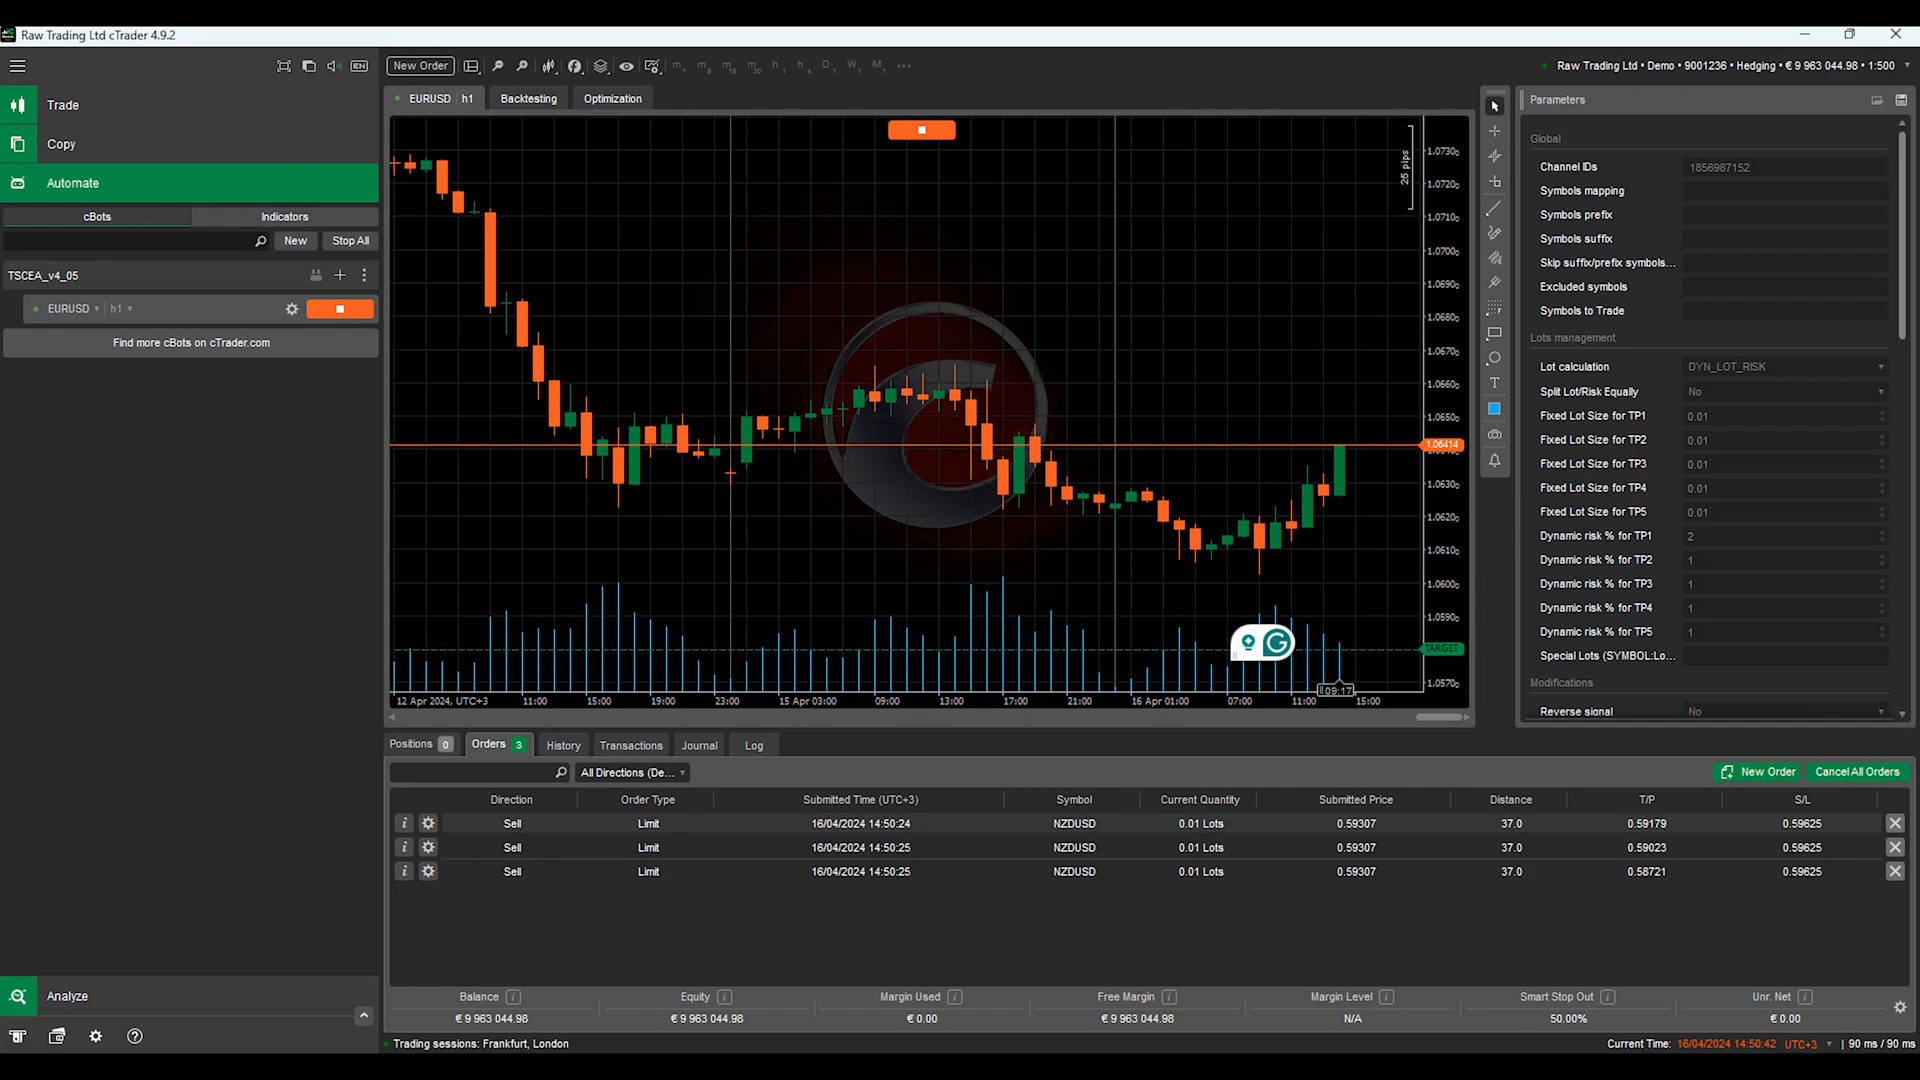 Raw Trading Ltd cTrader 4.9.2
EN
New Order
Raw Trading Ltd • Demo • 9001236 • Hedging • € 9 963 044.98 • 1:500
Trade
Copy
Automate
cBots Indicators
New Stop All
TSCEA_v4_05
EURUSD h1
Find more cBots on cTrader.com
EURUSD h1 Backtesting Optimization
25 pips
1.0730
1.0720
1.0710
1.0700
1.0690
1.0680
1.0670
1.0660
1.0650
1.06414
1.0630
1.0620
1.0610
1.0600
1.0590
TARGET
1.0570
09:17
12 Apr 2024, UTC+3 11:00 15:00 19:00 23:00 15 Apr 03:00 09:00 13:00 17:00 21:00 16 Apr 01:00 07:00 11:00 15:00
Parameters
Global
Channel IDs 1856987152
Symbols mapping
Symbols prefix
Symbols suffix
Skip suffix/prefix symbols...
Excluded symbols
Symbols to Trade
Lots management
Lot calculation DYN_LOT_RISK
Split Lot/Risk Equally No
Fixed Lot Size for TP1 0.01
Fixed Lot Size for TP2 0.01
Fixed Lot Size for TP3 0.01
Fixed Lot Size for TP4 0.01
Fixed Lot Size for TP5 0.01
Dynamic risk % for TP1 2
Dynamic risk % for TP2 1
Dynamic risk % for TP3 1
Dynamic risk % for TP4 1
Dynamic risk % for TP5 1
Special Lots (SYMBOL:Lo...
Modifications
Reverse signal No
Positions 0 Orders 3 History Transactions Journal Log
All Directions (De...
New Order Cancel All Orders
Direction Order Type Submitted Time (UTC+3) Symbol Current Quantity Submitted Price Distance T/P S/L
Sell Limit 16/04/2024 14:50:24 NZDUSD 0.01 Lots 0.59307 37.0 0.59179 0.59625
Sell Limit 16/04/2024 14:50:25 NZDUSD 0.01 Lots 0.59307 37.0 0.59023 0.59625
Sell Limit 16/04/2024 14:50:25 NZDUSD 0.01 Lots 0.59307 37.0 0.58721 0.59625
Analyze
Balance Equity Margin Used Free Margin Margin Level Smart Stop Out Unr. Net
€ 9 963 044.98 € 9 963 044.98 € 0.00 € 9 963 044.98 N/A 50.00% € 0.00
Trading sessions: Frankfurt, London
Current Time: 16/04/2024 14:50:42 UTC+3 | 90 ms / 90 ms